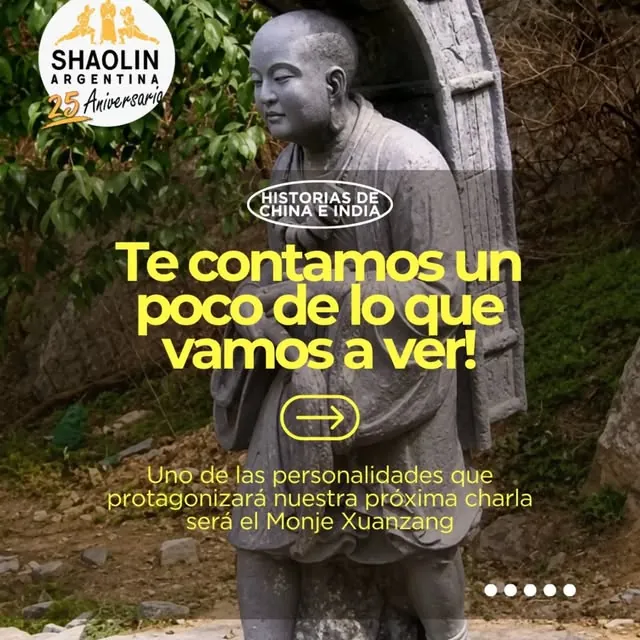 SHAOLIN
ARGENTINA
25 Aniversario
HISTORIAS DE
CHINA E INDIA
Te contamos un
poco de lo que
vamos a ver!
Uno de las personalidades que
protagonizará nuestra próxima charla
será el Monje Xuanzang